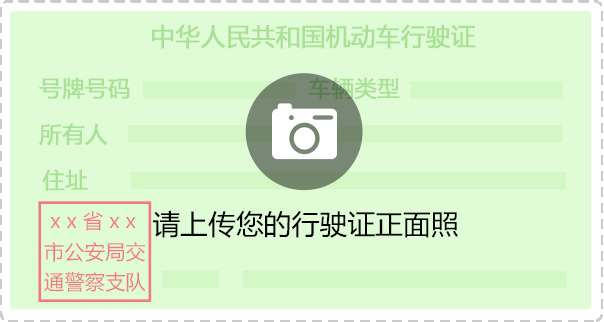 中华人民共和国机动车行驶证
号牌号码 车辆类型
所有人
住址
请上传您的行驶证正面照
x x 省 x x
市公安局交
通警察支队